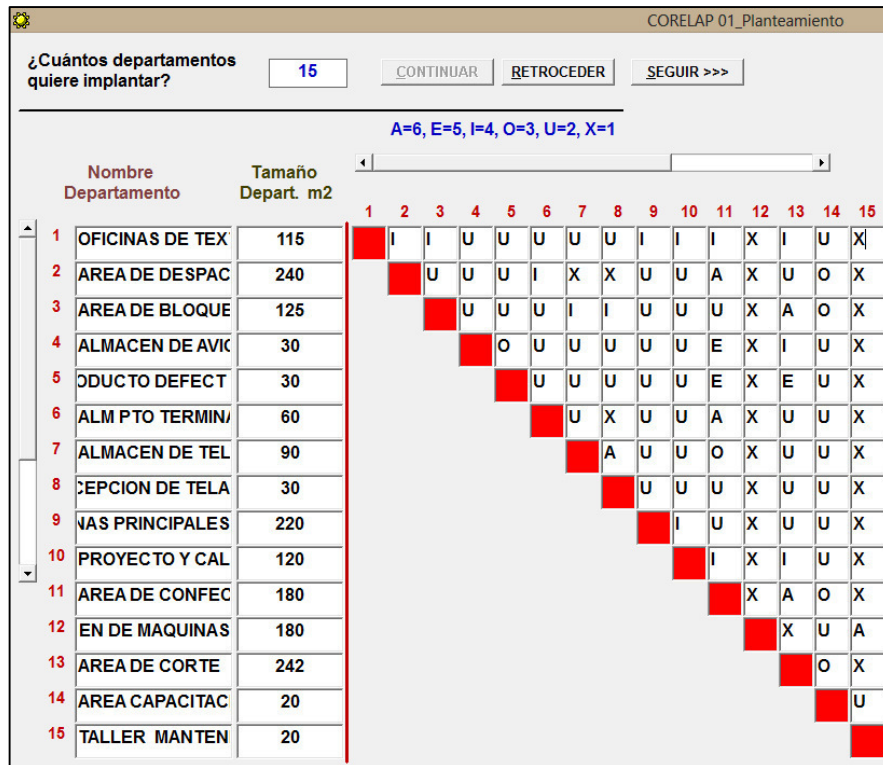 CORELAP 01_Planteamiento
¿Cuántos departamentos
quiere implantar?
15
CONTINUAR
RETROCEDER
SEGUIR >>>
A=6, E=5, I=4, O=3, U=2, X=1
Nombre Departamento
Tamaño Depart. m2
1 2 3 4 5 6 7 8 9 10 11 12 13 14 15
1 OFICINAS DE TEX 115 I I U U U U U I I I X I U X
2 AREA DE DESPAC 240 U U U I X X U U A X U O X
3 AREA DE BLOQUE 125 U U U I I U U U X A O X
4 ALMACEN DE AVIO 30 O U U U U U E X I U X
5 ODUCTO DEFECT 30 U U U U U E X E U X
6 ALM PTO TERMINA 60 U X U U A X U U X
7 ALMACEN DE TEL 90 A U U O X U U X
8 CEPCION DE TELA 30 U U U X U U X
9 NAS PRINCIPALES 220 I U X U U X
10 PROYECTO Y CAL 120 I X I U X
11 AREA DE CONFEC 180 X A O X
12 EN DE MAQUINAS 180 X U A
13 AREA DE CORTE 242 O X
14 AREA CAPACITAC 20 U
15 TALLER MANTEN 20